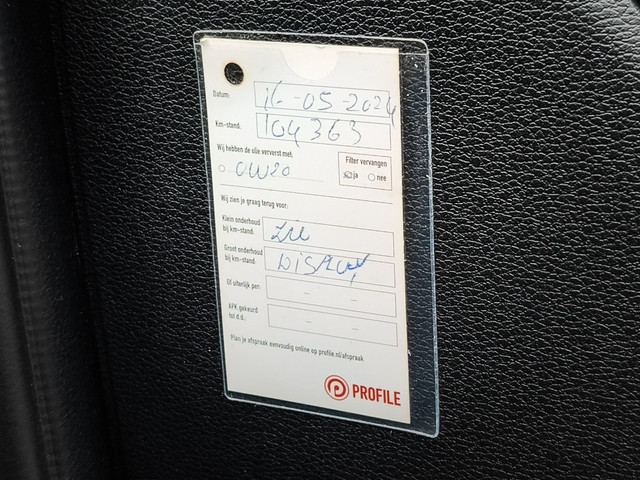 Datum: 16-05-2024
Km-stand: 104363
Wij hebben de olie ververst met: Filter vervangen
0W20 ja nee
Wij zien je graag terug voor:
Klein onderhoud
bij km-stand: zie
Groot onderhoud
bij km-stand: DISPLAY
Of uiterlijk per: - -
APK gekeurd
tot d.d.: - -
Plan je afspraak eenvoudig online op profile.nl/afspraak
PROFILE